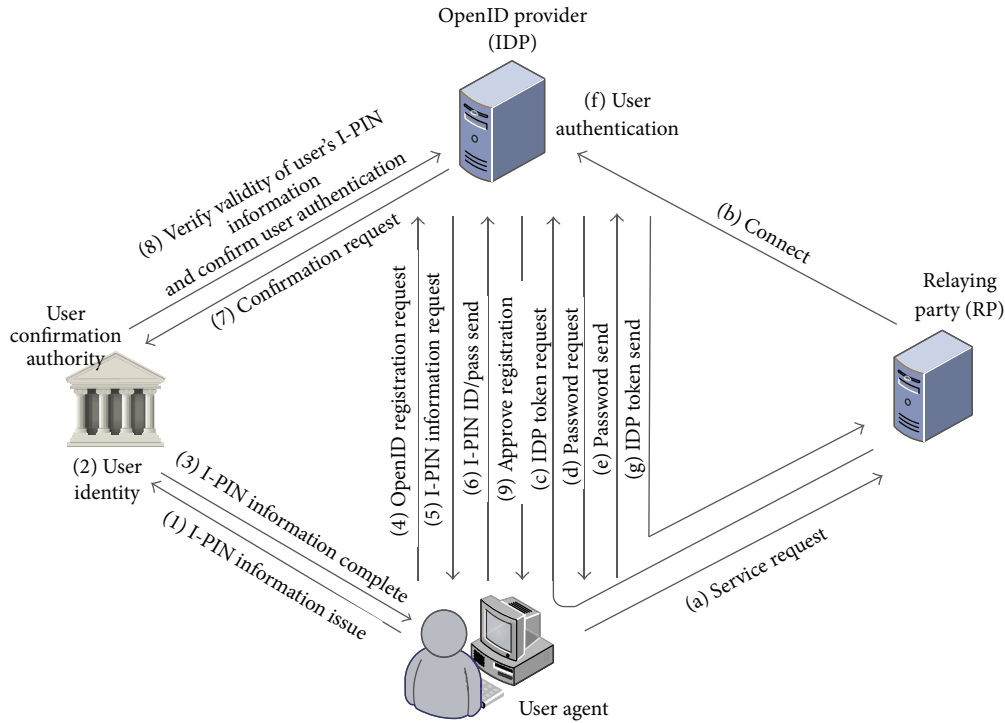 OpenID provider
(IDP)
(f) User
authentication
(8) Verify validity of user's I-PIN
information
and confirm user authentication
(7) Confirmation request
(b) Connect
Relaying
party (RP)
User
confirmation
authority
(2) User
identity
(3) I-PIN information complete
(1) I-PIN information issue
(4) OpenID registration request
(5) I-PIN information request
(6) I-PIN ID/pass send
(9) Approve registration
(c) IDP token request
(d) Password request
(e) Password send
(g) IDP token send
(a) Service request
User agent